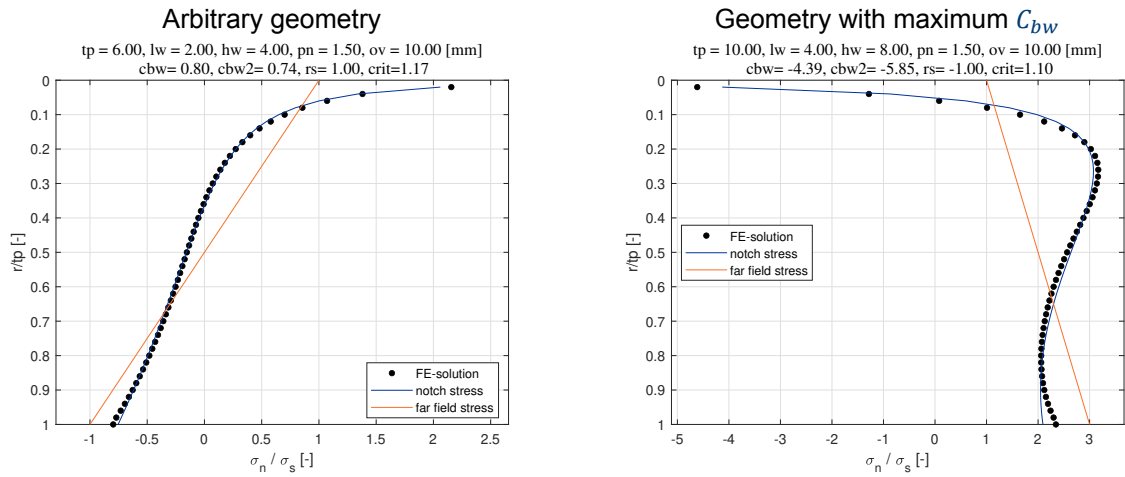 Arbitrary geometry
tp = 6.00, lw = 2.00, hw = 4.00, pn = 1.50, ov = 10.00 [mm]
cbw= 0.80, cbw2= 0.74, rs= 1.00, crit=1.17
0
0.1
0.2
0.3
0.4
0.5
0.6
0.7
0.8
0.9
1
r/tp [-]
FE-solution
notch stress
far field stress
-1 -0.5 0 0.5 1 1.5 2 2.5
σn / σs [-]
Geometry with maximum Cbw
tp = 10.00, lw = 4.00, hw = 8.00, pn = 1.50, ov = 10.00 [mm]
cbw= -4.39, cbw2= -5.85, rs= -1.00, crit=1.10
0
0.1
0.2
0.3
0.4
0.5
0.6
0.7
0.8
0.9
1
r/tp [-]
FE-solution
notch stress
far field stress
-5 -4 -3 -2 -1 0 1 2 3
σn / σs [-]